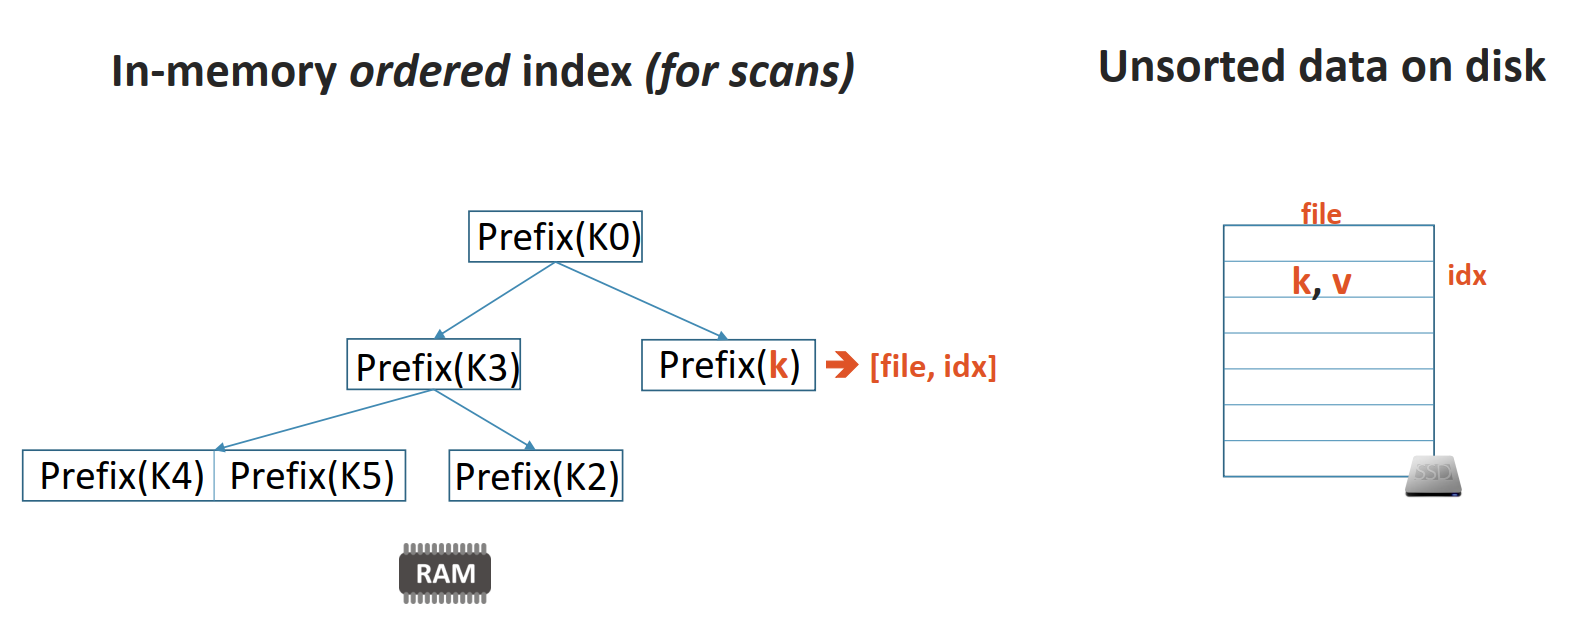 In-memory ordered index (for scans)
Unsorted data on disk
Prefix(K0)
Prefix(K3)
Prefix(k)
[file, idx]
Prefix(K4)
Prefix(K5)
Prefix(K2)
RAM
file
k, v
idx
SSD